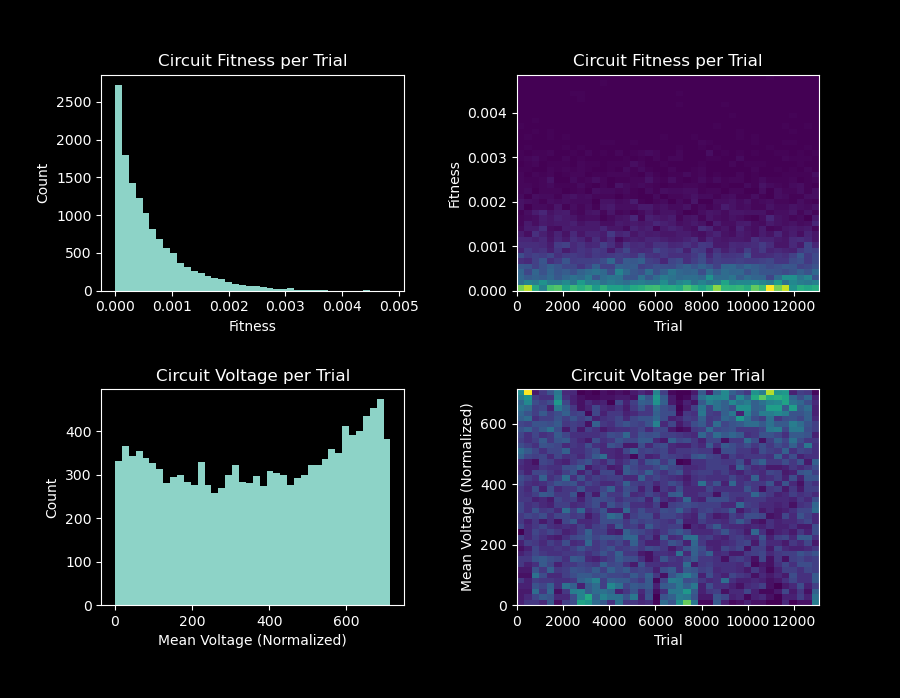 Circuit Fitness per Trial
Count
2500
2000
1500
1000
500
0
0.000 0.001 0.002 0.003 0.004 0.005
Fitness
Circuit Fitness per Trial
Fitness
0.004
0.003
0.002
0.001
0.000
0 2000 4000 6000 8000 10000 12000
Trial
Circuit Voltage per Trial
Count
400
300
200
100
0
0 200 400 600
Mean Voltage (Normalized)
Circuit Voltage per Trial
Mean Voltage (Normalized)
600
400
200
0
0 2000 4000 6000 8000 10000 12000
Trial